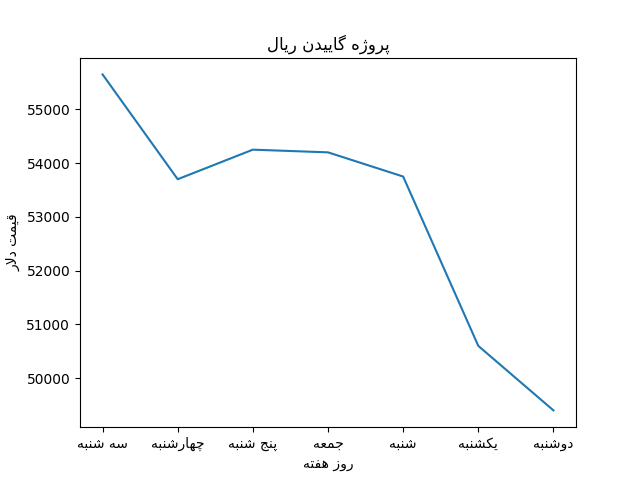 پروژه گاییدن ریال
قیمت دلار
55000
54000
53000
52000
51000
50000
سه شنبه
چهارشنبه
پنج شنبه
جمعه
شنبه
یکشنبه
دوشنبه
روز هفته